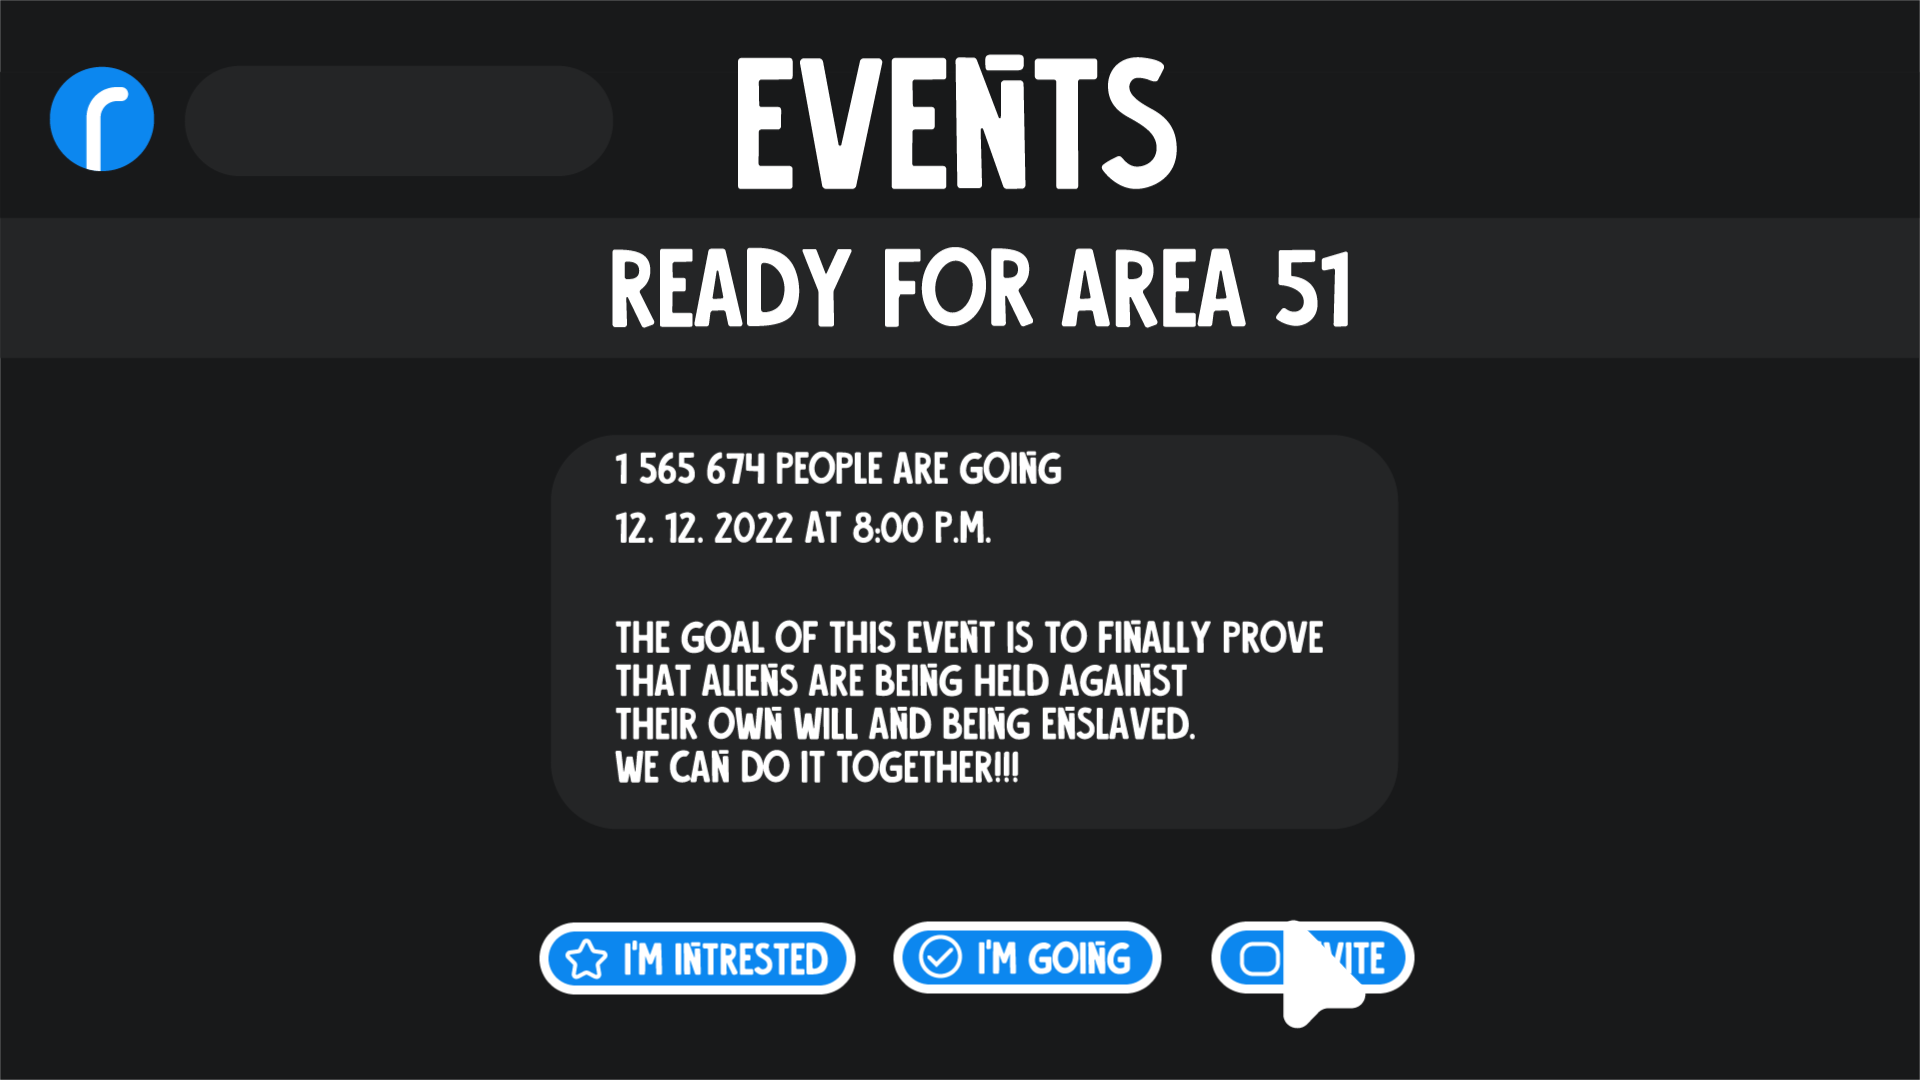 r
EVENTS
READY FOR AREA 51
1 565 674 PEOPLE ARE GOING
12. 12. 2022 AT 8:00 P.M.
THE GOAL OF THIS EVENT IS TO FINALLY PROVE
THAT ALIENS ARE BEING HELD AGAINST
THEIR OWN WILL AND BEING ENSLAVED.
WE CAN DO IT TOGETHER!!!
I'M INTRESTED
I'M GOING